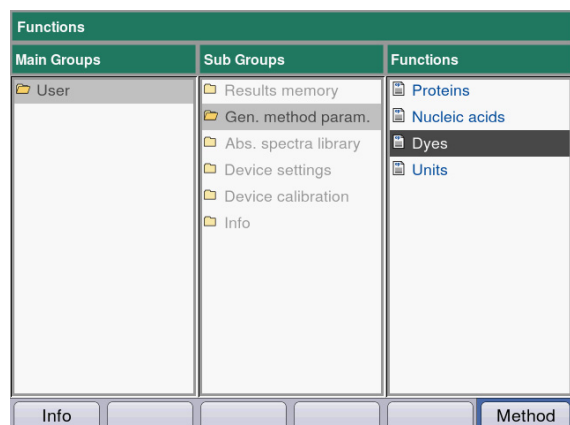 Functions
Main Groups
Sub Groups
Functions
User
Results memory
Gen. method param.
Abs. spectra library
Device settings
Device calibration
Info
Proteins
Nucleic acids
Dyes
Units
Info
Method